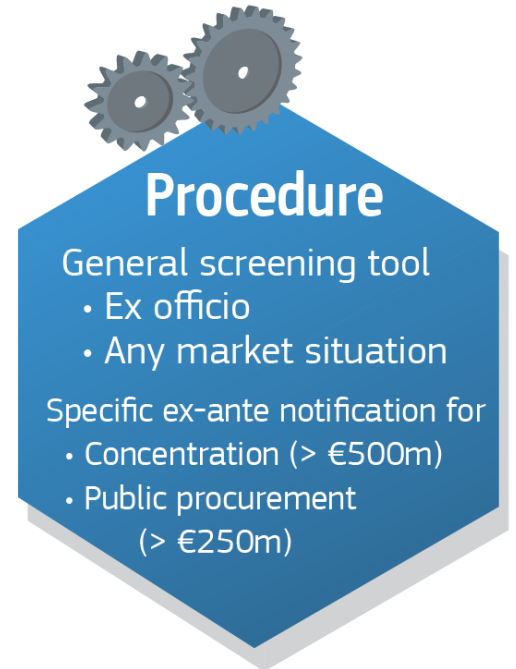 Procedure
General screening tool
• Ex officio
• Any market situation
Specific ex-ante notification for
• Concentration (> €500m)
• Public procurement
(> €250m)